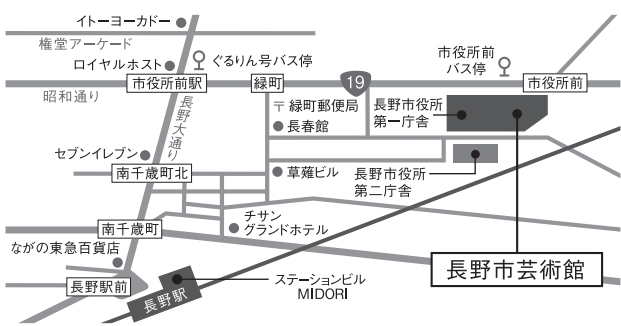 イトーヨーカドー
権堂アーケード
ロイヤルホスト
ぐるりん号バス停
市役所前
バス停
19
市役所前駅
緑町
市役所前
昭和通り
長野大通り
〒緑町郵便局
長春館
長野市役所
第一庁舎
セブンイレブン
南千歳町北
草薙ビル
長野市役所
第二庁舎
南千歳町
チサン
グランドホテル
ながの東急百貨店
長野市芸術館
長野駅前
長野駅
ステーションビル
MIDORI